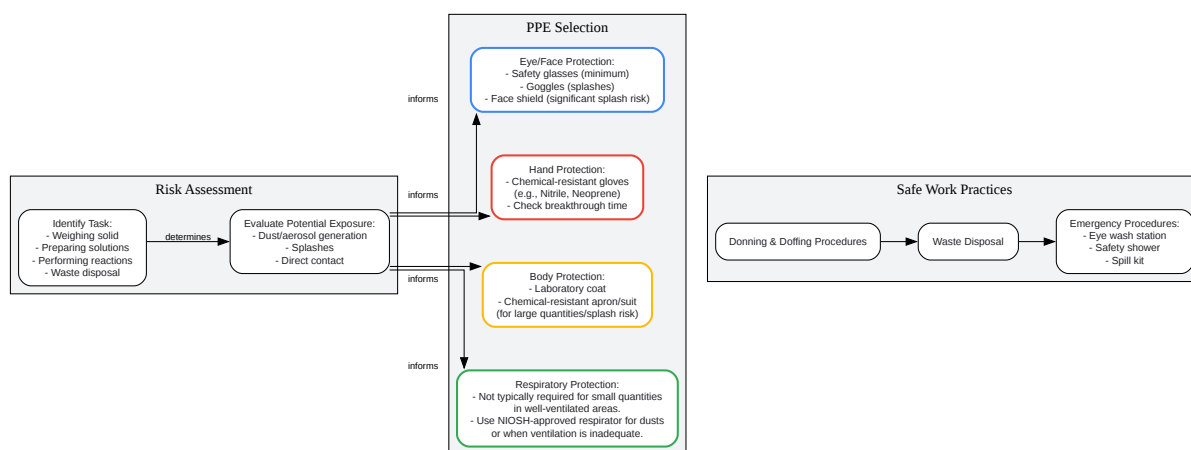 Risk Assessment
Identify Task:
- Weighing solid
- Preparing solutions
- Performing reactions
- Waste disposal
determines
Evaluate Potential Exposure:
- Dust/aerosol generation
- Splashes
- Direct contact
informs
informs
informs
informs
PPE Selection
Eye/Face Protection:
- Safety glasses (minimum)
- Goggles (splashes)
- Face shield (significant splash risk)
Hand Protection:
- Chemical-resistant gloves
(e.g., Nitrile, Neoprene)
- Check breakthrough time
Body Protection:
- Laboratory coat
- Chemical-resistant apron/suit
(for large quantities/splash risk)
Respiratory Protection:
- Not typically required for small quantities
in well-ventilated areas.
- Use NIOSH-approved respirator for dusts
or when ventilation is inadequate.
Safe Work Practices
Donning & Doffing Procedures
Waste Disposal
Emergency Procedures:
- Eye wash station
- Safety shower
- Spill kit